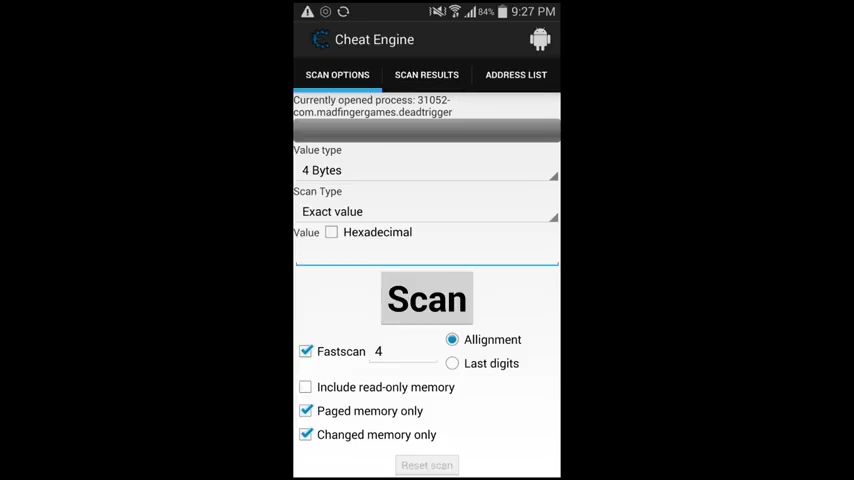 84% 9:27 PM
Cheat Engine
SCAN OPTIONS SCAN RESULTS ADDRESS LIST
Currently opened process: 31052-
com.madfingergames.deadtrigger
Value type
4 Bytes
Scan Type
Exact value
Value Hexadecimal
Scan
Fastscan 4 Allignment
Last digits
Include read-only memory
Paged memory only
Changed memory only
Reset scan